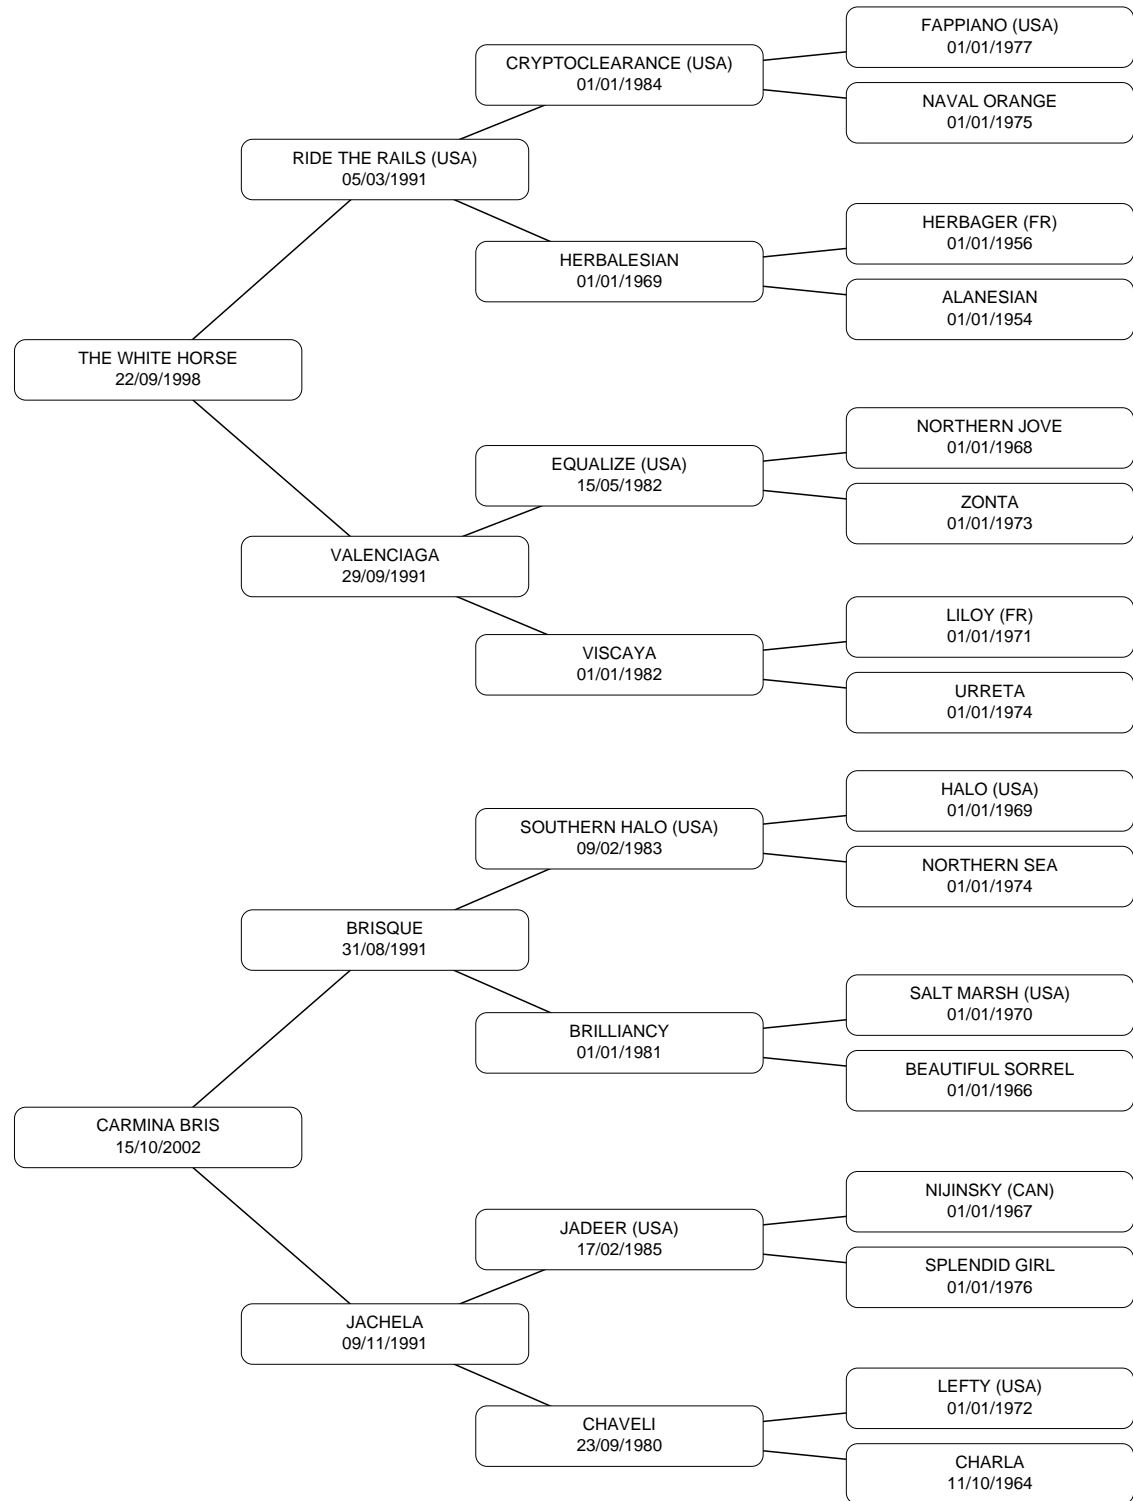 FAPPIANO (USA)
01/01/1977
CRYPTOCLEARANCE (USA)
01/01/1984
NAVAL ORANGE
01/01/1975
RIDE THE RAILS (USA)
05/03/1991
HERBAGER (FR)
01/01/1956
HERBALESIAN
01/01/1969
ALANESIAN
01/01/1954
THE WHITE HORSE
22/09/1998
NORTHERN JOVE
01/01/1968
EQUALIZE (USA)
15/05/1982
ZONTA
01/01/1973
VALENCIAGA
29/09/1991
LILOY (FR)
01/01/1971
VISCAYA
01/01/1982
URRETA
01/01/1974
HALO (USA)
01/01/1969
SOUTHERN HALO (USA)
09/02/1983
NORTHERN SEA
01/01/1974
BRISQUE
31/08/1991
SALT MARSH (USA)
01/01/1970
BRILLIANCY
01/01/1981
BEAUTIFUL SORREL
01/01/1966
CARMINA BRIS
15/10/2002
NIJINSKY (CAN)
01/01/1967
JADEER (USA)
17/02/1985
SPLENDID GIRL
01/01/1976
JACHELA
09/11/1991
LEFTY (USA)
01/01/1972
CHAVELI
23/09/1980
CHARLA
11/10/1964